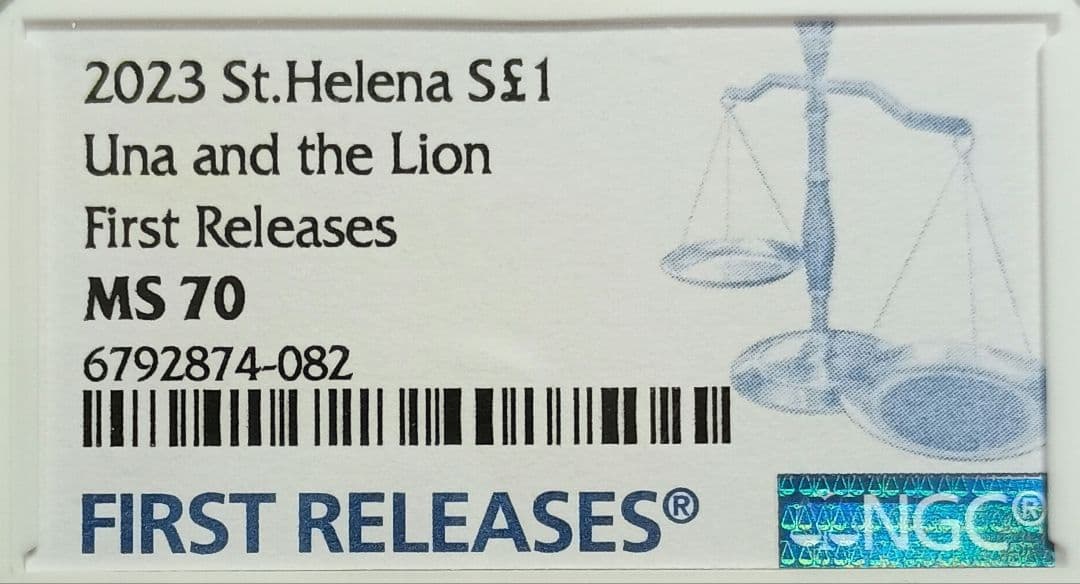 2023 St.Helena S£1
Una and the Lion
First Releases
MS 70
6792874-082
FIRST RELEASES®
NGC®